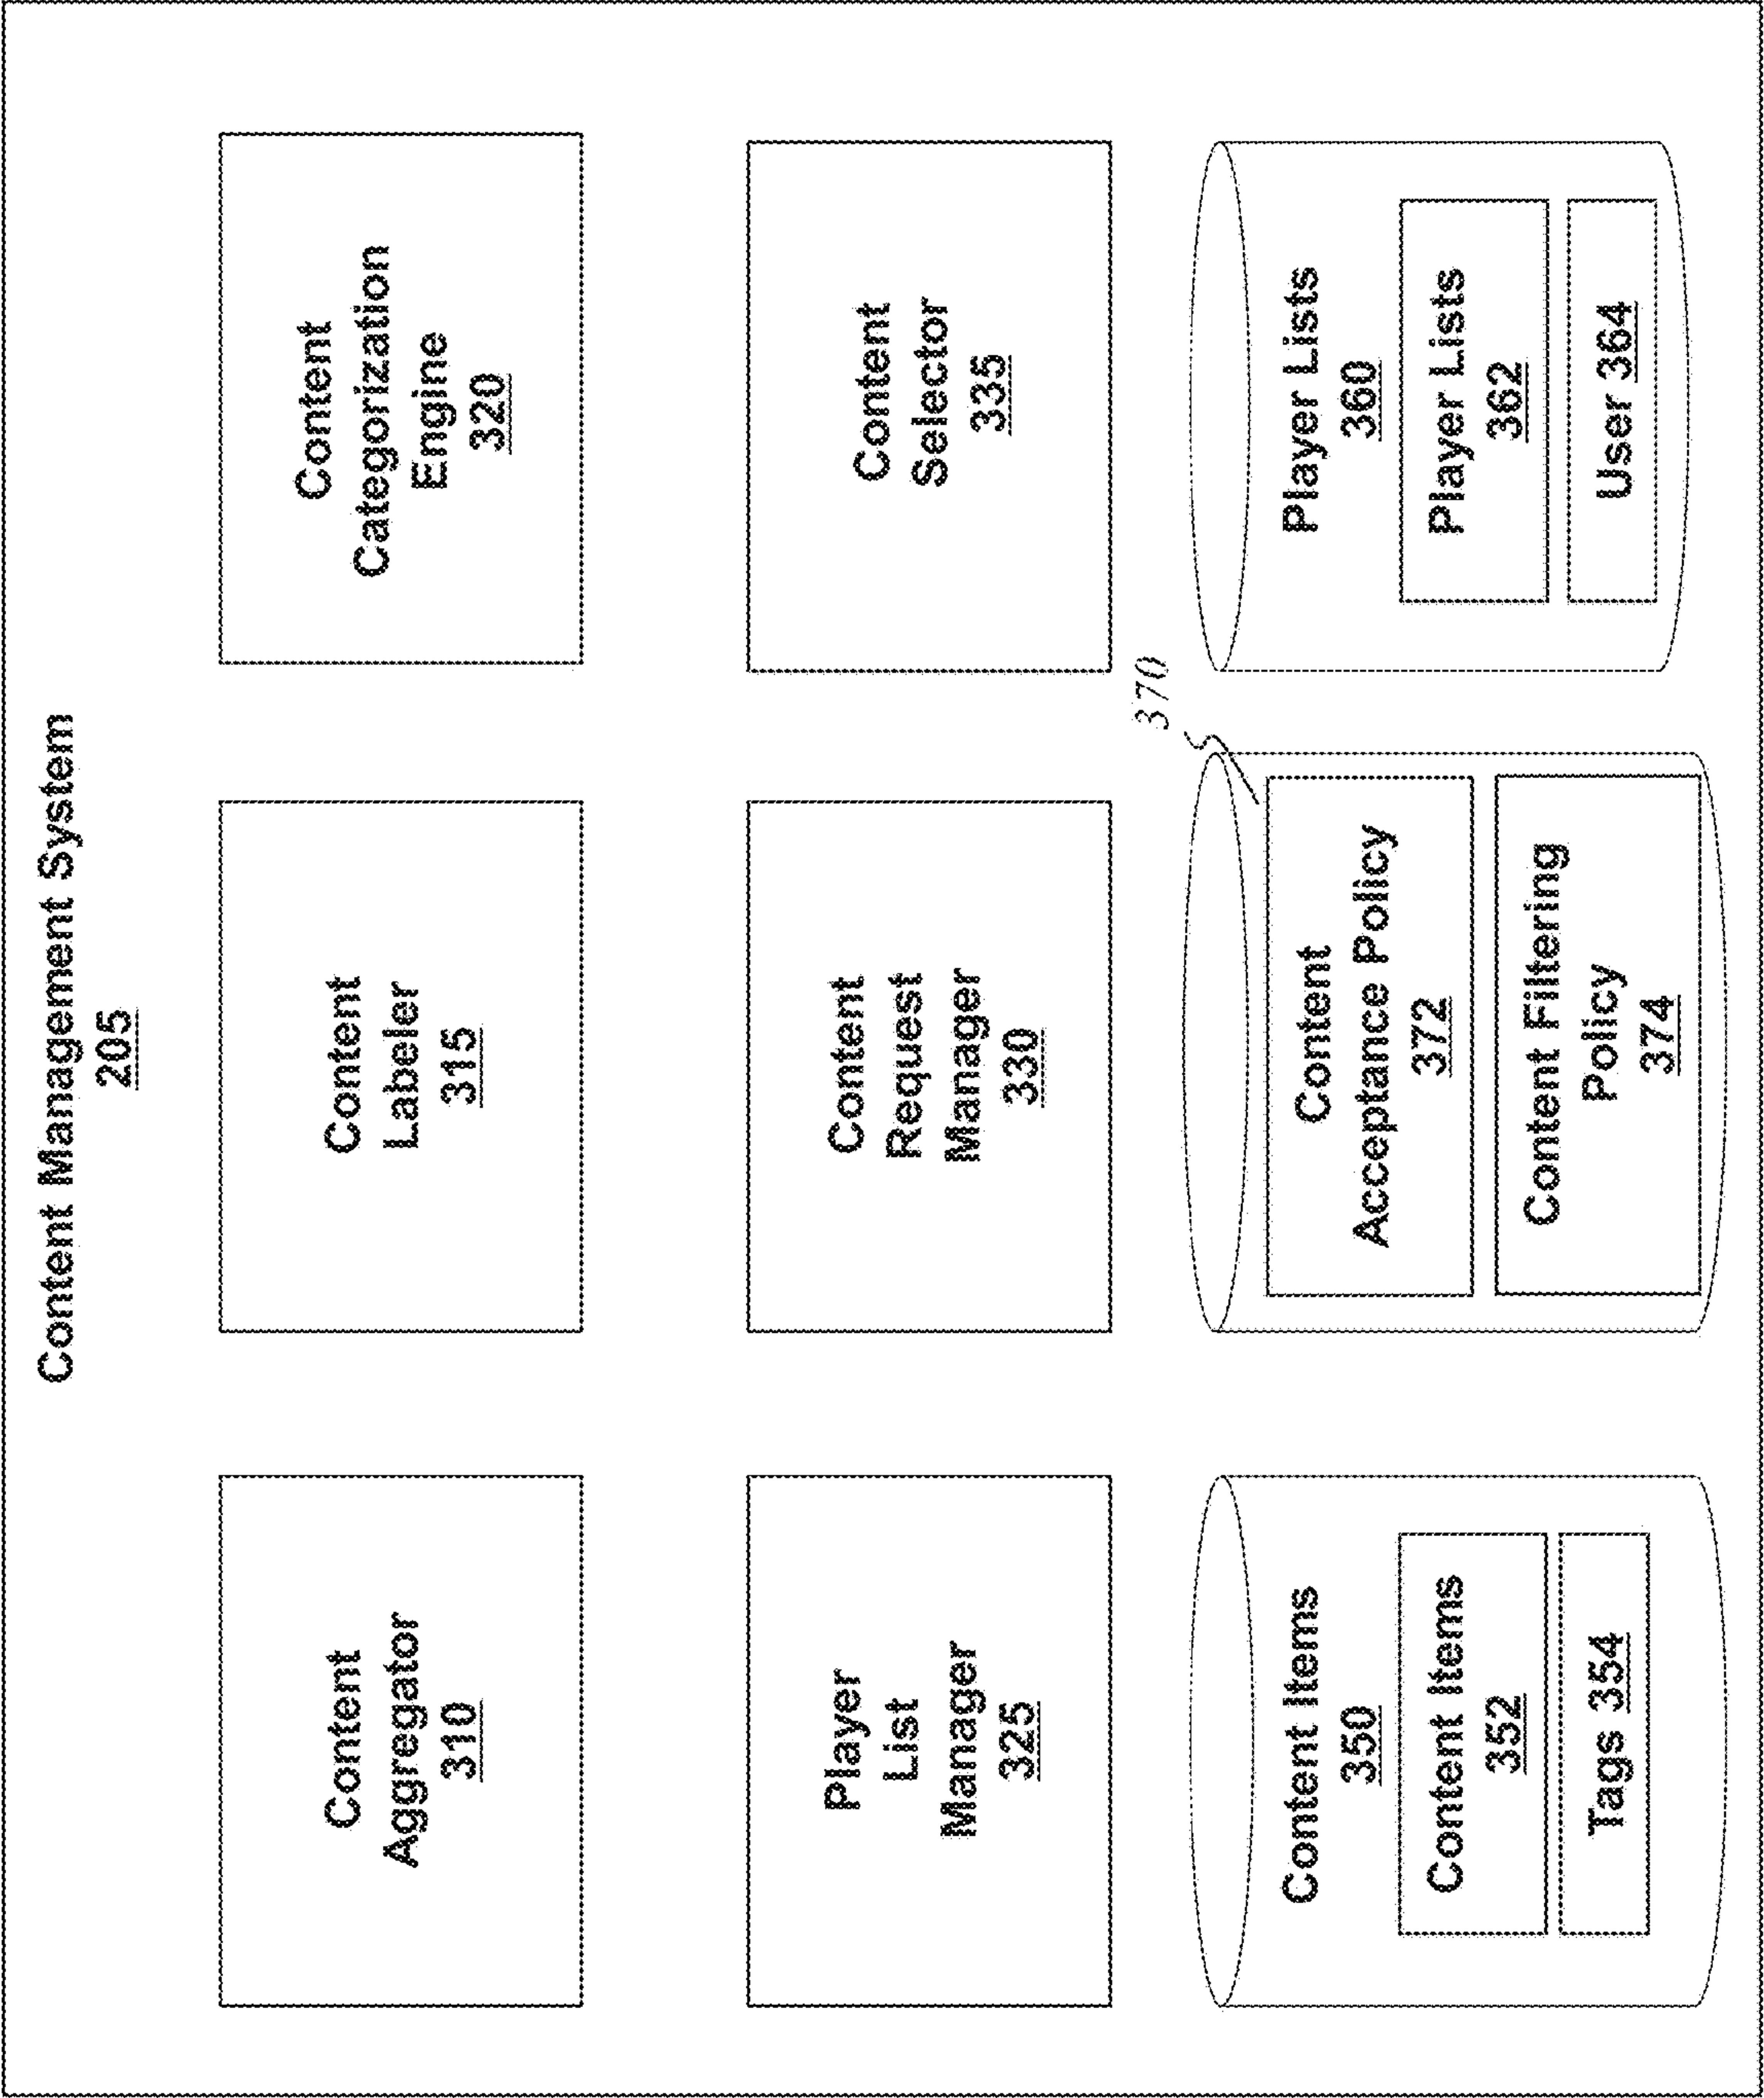 Content Management System
205
Content
Aggregator
310
Content
Labeler
315
Content
Categorization
Engine
320
Player
List
Manager
325
Content
Request
Manager
330
Content
Selector
335
Content Items
350
Content Items
352
Tags 354
370
Content
Acceptance Policy
372
Content Filtering
Policy
374
Player Lists
360
Player Lists
362
User 364